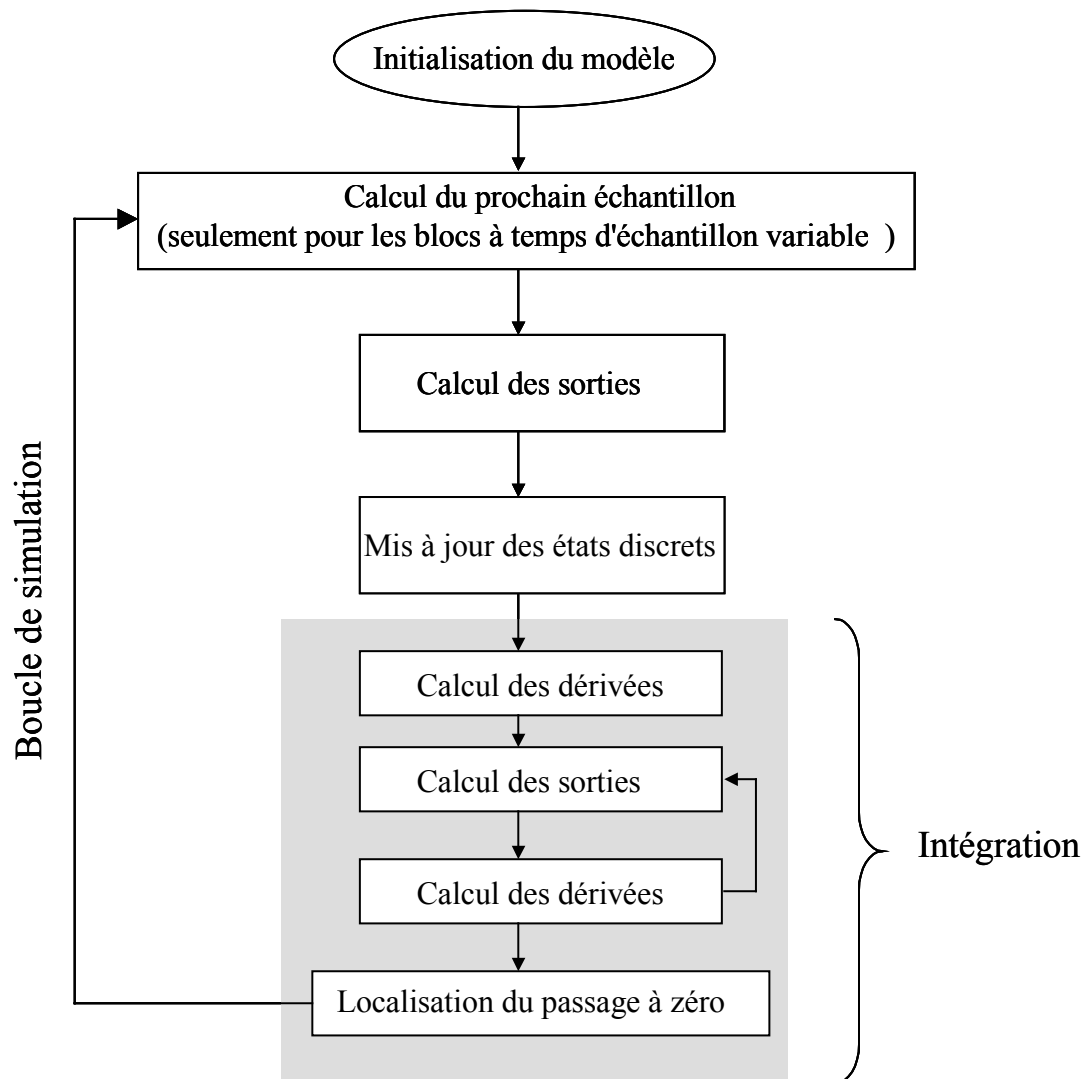 Initialisation du modèle
Calcul du prochain échantillon
(seulement pour les blocs à temps d'échantillon variable )
Calcul des sorties
Mis à jour des états discrets
Boucle de simulation
Calcul des dérivées
Calcul des sorties
Calcul des dérivées
Intégration
Localisation du passage à zéro